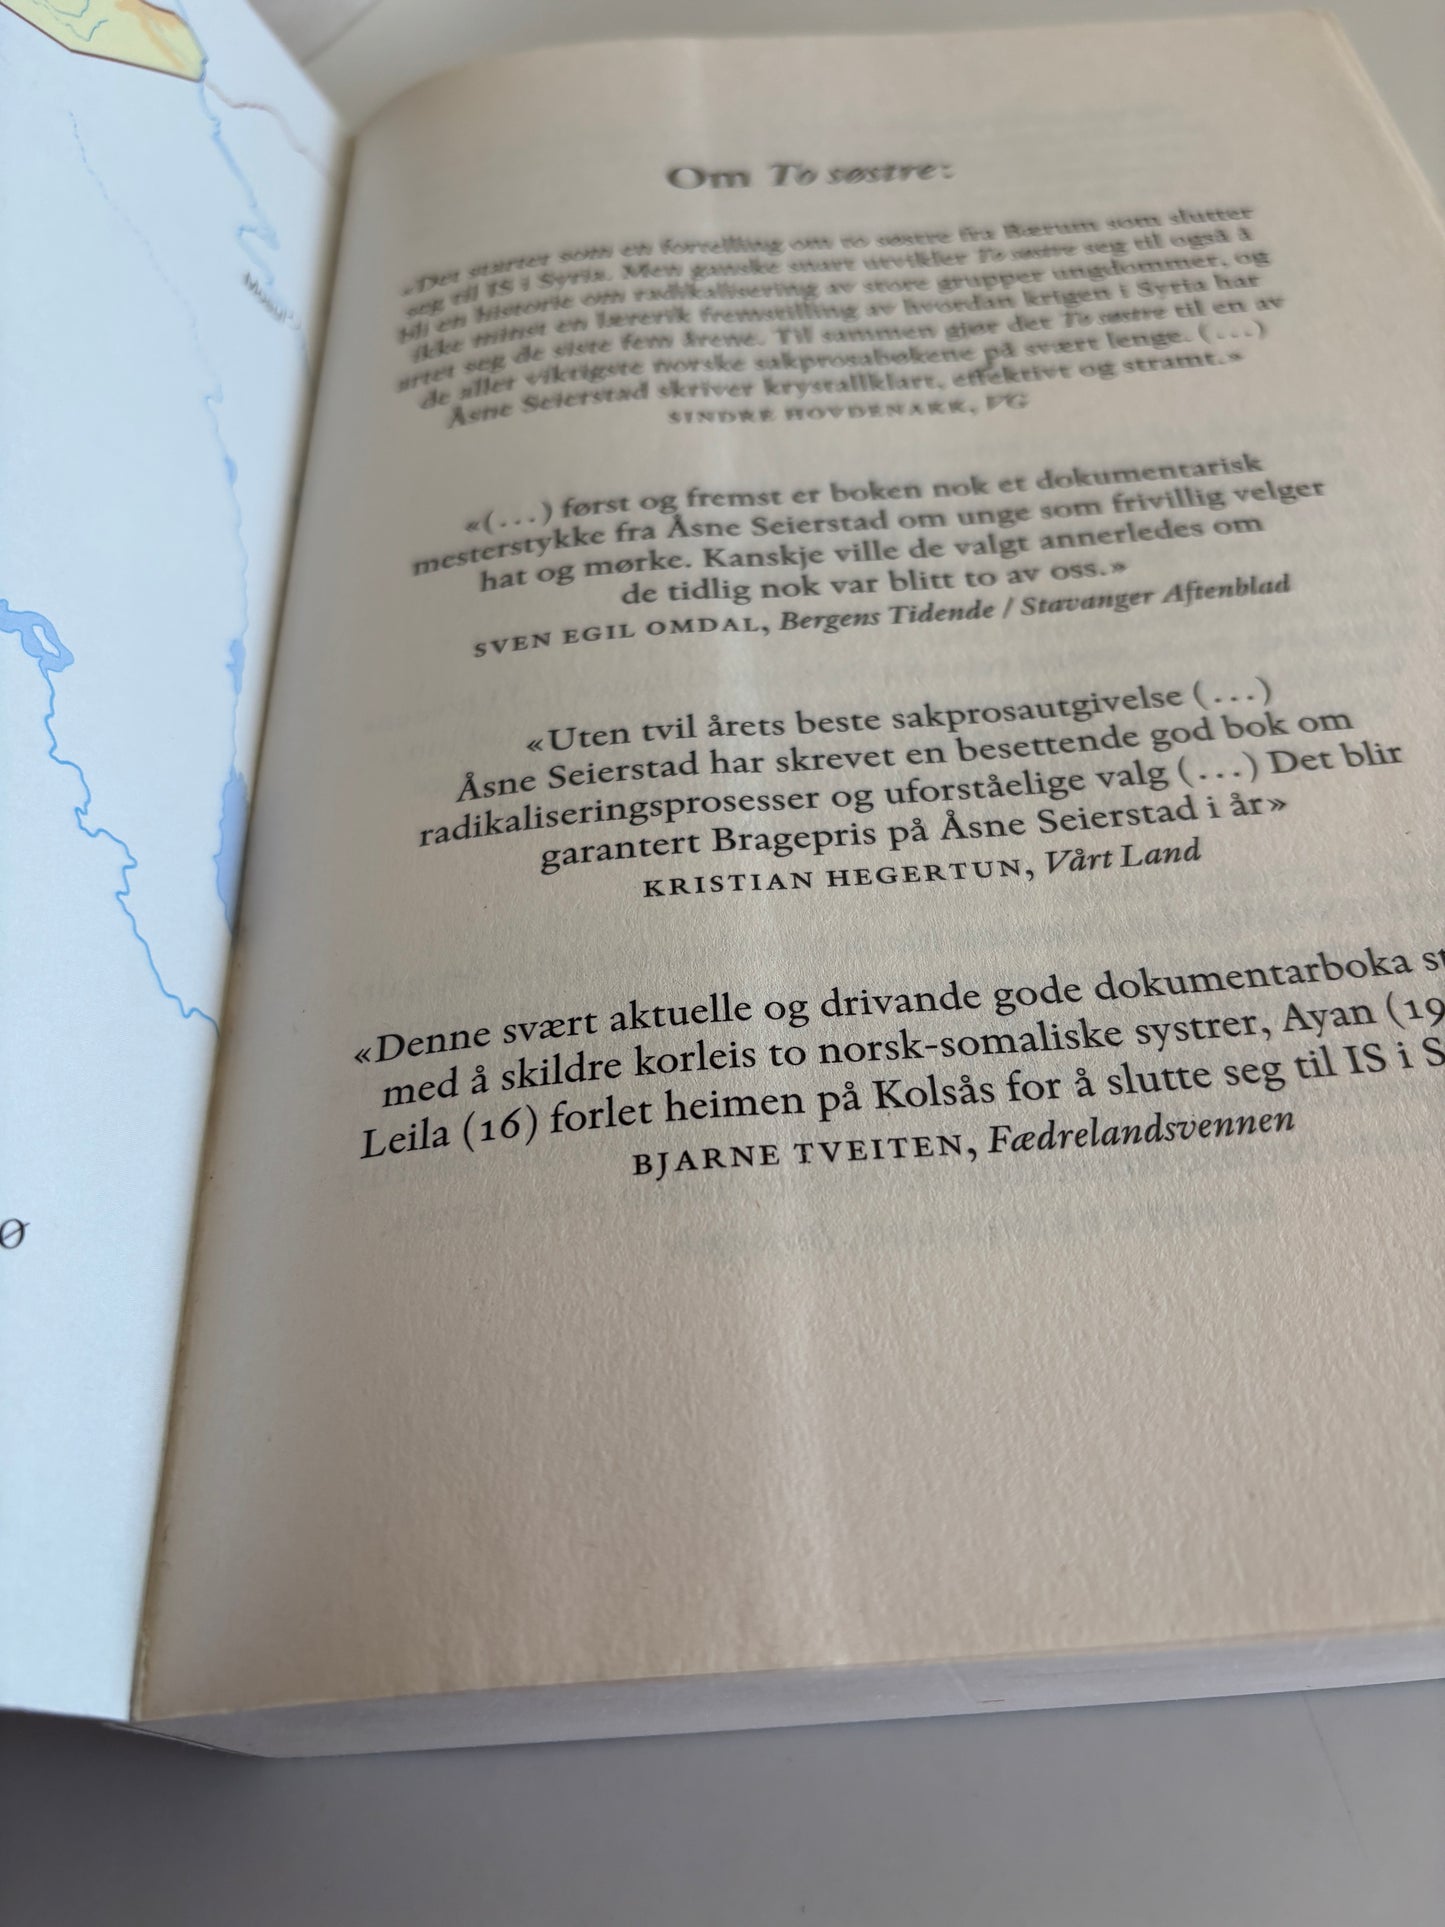 Om To søstre:
«Det starter som en fortelling om to søstre fra Bærum som slutter
seg til IS i Syria. Men ganske snart utvikler To søstre seg til også å
bli en historie om radikalisering av store grupper ungdommer, og
ikke minst en lærerik fremstilling av hvordan krigen i Syria har
artet seg de siste fem årene. Til sammen gjør det To søstre til en av
de aller viktigste norske sakprosabøkene på svært lenge. (...)
Åsne Seierstad skriver krystallklart, effektivt og stramt.»
SINDRE HOVDENAKK, VG
«(...) først og fremst er boken nok et dokumentarisk
mesterstykke fra Åsne Seierstad om unge som frivillig velger
hat og mørke. Kanskje ville de valgt annerledes om
de tidlig nok var blitt to av oss.»
SVEN EGIL OMDAL, Bergens Tidende / Stavanger Aftenblad
«Uten tvil årets beste sakprosautgivelse (...)
Åsne Seierstad har skrevet en besettende god bok om
radikaliseringsprosesser og uforståelige valg (...) Det blir
garantert Bragepris på Åsne Seierstad i år»
KRISTIAN HEGERTUN, Vårt Land
«Denne svært aktuelle og drivande gode dokumentarboka
med å skildre korleis to norsk-somaliske systrer, Ayan (19
Leila (16) forlet heimen på Kolsås for å slutte seg til IS i
BJARNE TVEITEN, Fædrelandsvennen
Ø